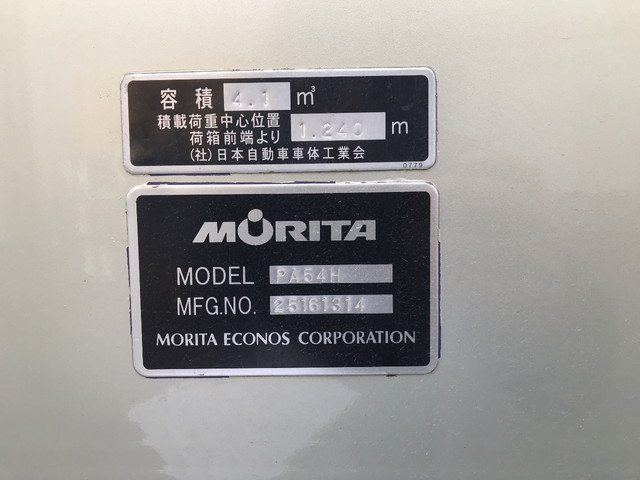 容積 4.1 m³
積載荷重中心位置
荷箱前端より 1.240 m
(社)日本自動車車体工業会
0779
MORITA
MODEL PA54H
MFG.NO. 25161314
MORITA ECONOS CORPORATION